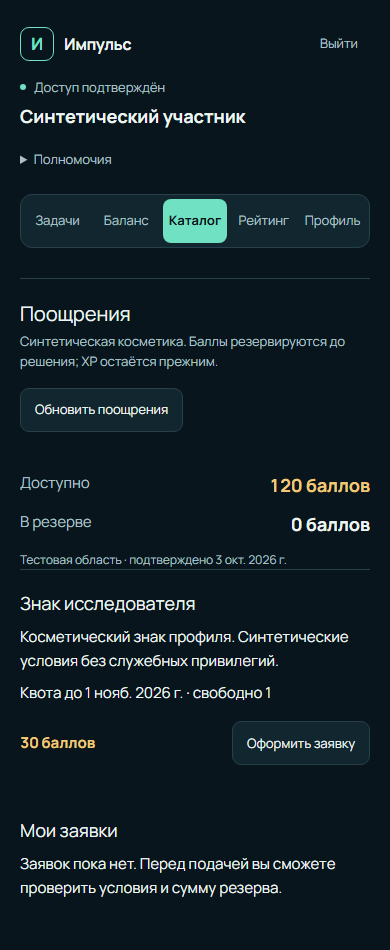 И Импульс Выйти
Доступ подтверждён
Синтетический участник
Полномочия
Задачи Баланс Каталог Рейтинг Профиль
Поощрения
Синтетическая косметика. Баллы резервируются до
решения; XP остаётся прежним.
Обновить поощрения
Доступно 120 баллов
В резерве 0 баллов
Тестовая область · подтверждено 3 окт. 2026 г.
Знак исследователя
Косметический знак профиля. Синтетические
условия без служебных привилегий.
Квота до 1 нояб. 2026 г. · свободно 1
30 баллов Оформить заявку
Мои заявки
Заявок пока нет. Перед подачей вы сможете
проверить условия и сумму резерва.